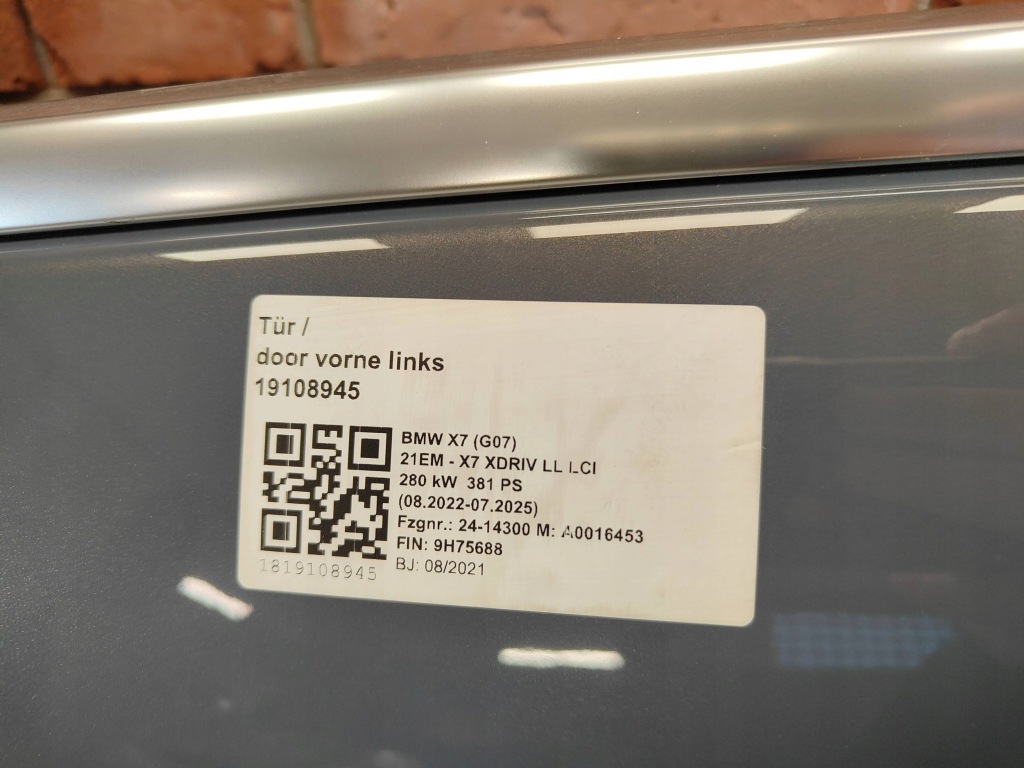 Tür /
door vorne links
19108945
BMW X7 (G07)
21EM - X7 XDRIV LL LCI
280 kW 381 PS
(08.2022-07.2025)
Fzgnr.: 24-14300 M: A0016453
FIN: 9H75688
BJ: 08/2021
1819108945